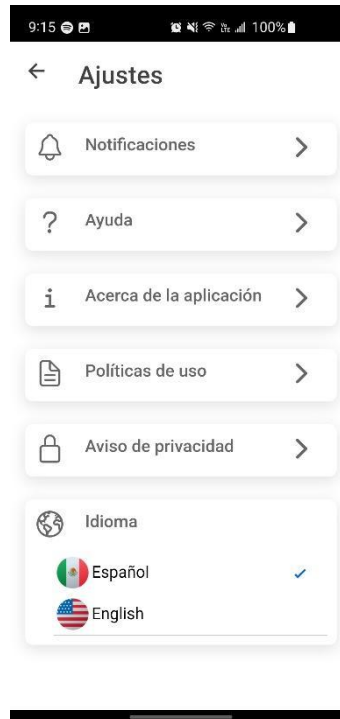 9:15 100%
Ajustes
Notificaciones
? Ayuda
i Acerca de la aplicación
Políticas de uso
Aviso de privacidad
Idioma
Español
English